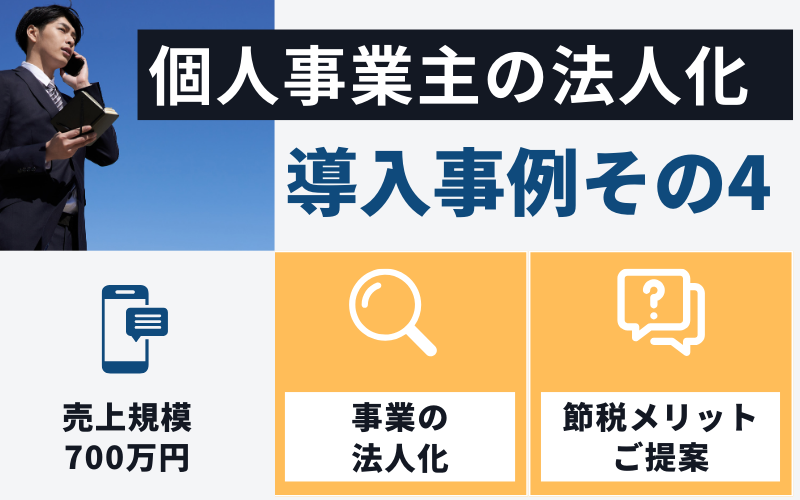 個人事業主の法人化
導入事例その4
売上規模
700万円
事業の
法人化
?
節税メリット
ご提案